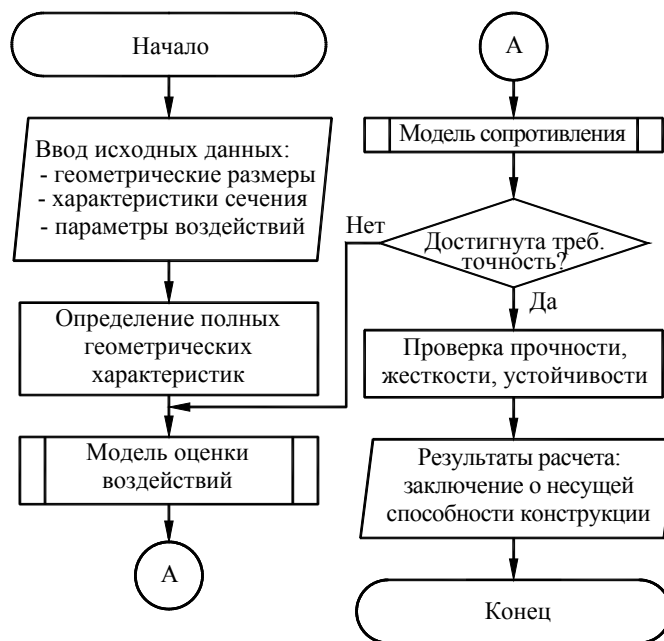 Начало
Ввод исходных данных:
- геометрические размеры
- характеристики сечения
- параметры воздействий
Определение полных
геометрических
характеристик
Модель оценки
воздействий
А
А
Модель сопротивления
Достигнута треб.
точность?
Нет
Да
Проверка прочности,
жесткости, устойчивости
Результаты расчета:
заключение о несущей
способности конструкции
Конец